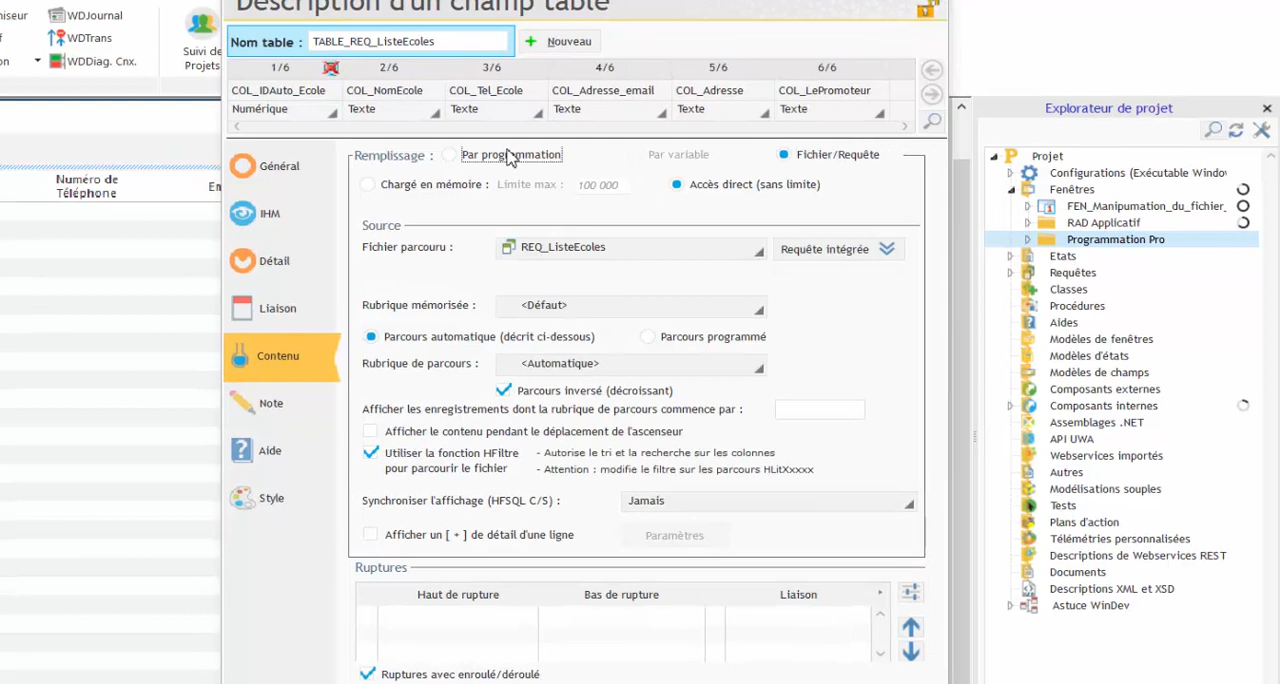 Description d'un champ table
niseur
WDJournal
WDTrans
WDDiag. Cnx.
Suivi de
Projets
Numéro de
Téléphone
Nom table : TABLE_REQ_ListeEcoles
Nouveau
1/6 2/6 3/6 4/6 5/6 6/6
COL_IDAuto_Ecole COL_NomEcole COL_Tel_Ecole COL_Adresse_email COL_Adresse COL_LePromoteur
Numérique Texte Texte Texte Texte Texte
Général
IHM
Détail
Liaison
Contenu
Note
Aide
Style
Remplissage : Par programmation Par variable Fichier/Requête
Chargé en mémoire : Limite max : 100 000 Accès direct (sans limite)
Source
Fichier parcouru : REQ_ListeEcoles Requête intégrée
Rubrique mémorisée : <Défaut>
Parcours automatique (décrit ci-dessous) Parcours programmé
Rubrique de parcours : <Automatique>
Parcours inversé (décroissant)
Afficher les enregistrements dont la rubrique de parcours commence par :
Afficher le contenu pendant le déplacement de l'ascenseur
Utiliser la fonction HFiltre - Autorise le tri et la recherche sur les colonnes
pour parcourir le fichier - Attention : modifie le filtre sur les parcours HLitXxxxx
Synchroniser l'affichage (HFSQL C/S) : Jamais
Afficher un [ + ] de détail d'une ligne Paramètres
Ruptures
Haut de rupture Bas de rupture Liaison
Ruptures avec enroulé/déroulé
Explorateur de projet
Projet
Configurations (Exécutable Windo
Fenêtres
FEN_Manipumation_du_fichier_
RAD Applicatif
Programmation Pro
Etats
Requêtes
Classes
Procédures
Aides
Modèles de fenêtres
Modèles d'états
Modèles de champs
Composants externes
Composants internes
Assemblages .NET
API UWA
Webservices importés
Autres
Modélisations souples
Tests
Plans d'action
Télémétries personnalisées
Descriptions de Webservices REST
Documents
Descriptions XML et XSD
Astuce WinDev